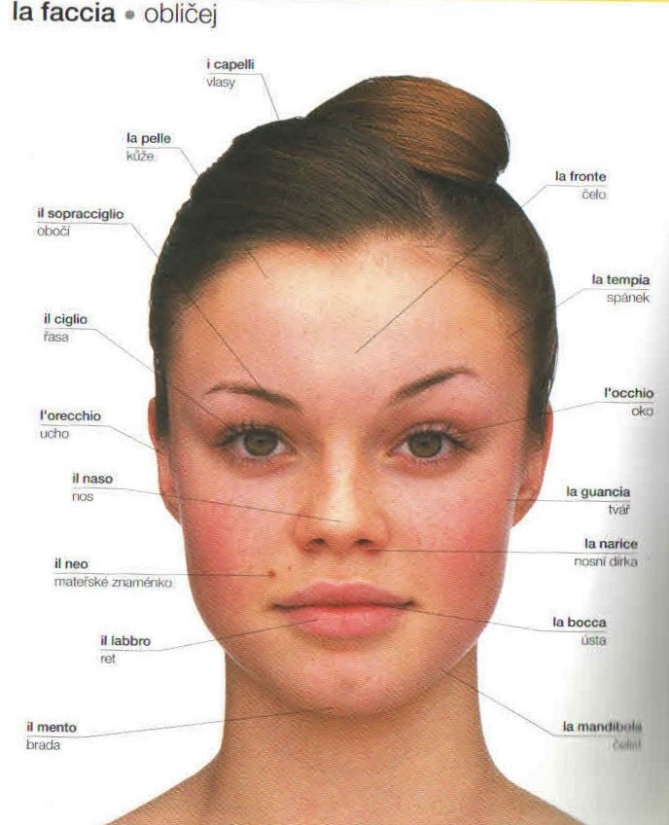 la faccia • obličej
i capelli
vlasy
la pelle
kůže
il sopracciglio
obočí
il ciglio
řasa
l'orecchio
ucho
il naso
nos
il neo
mateřské znaménko
il labbro
ret
il mento
brada
la fronte
čelo
la tempia
spánek
l'occhio
oko
la guancia
tvář
la narice
nosní dírka
la bocca
ústa
la mandibola
čelist